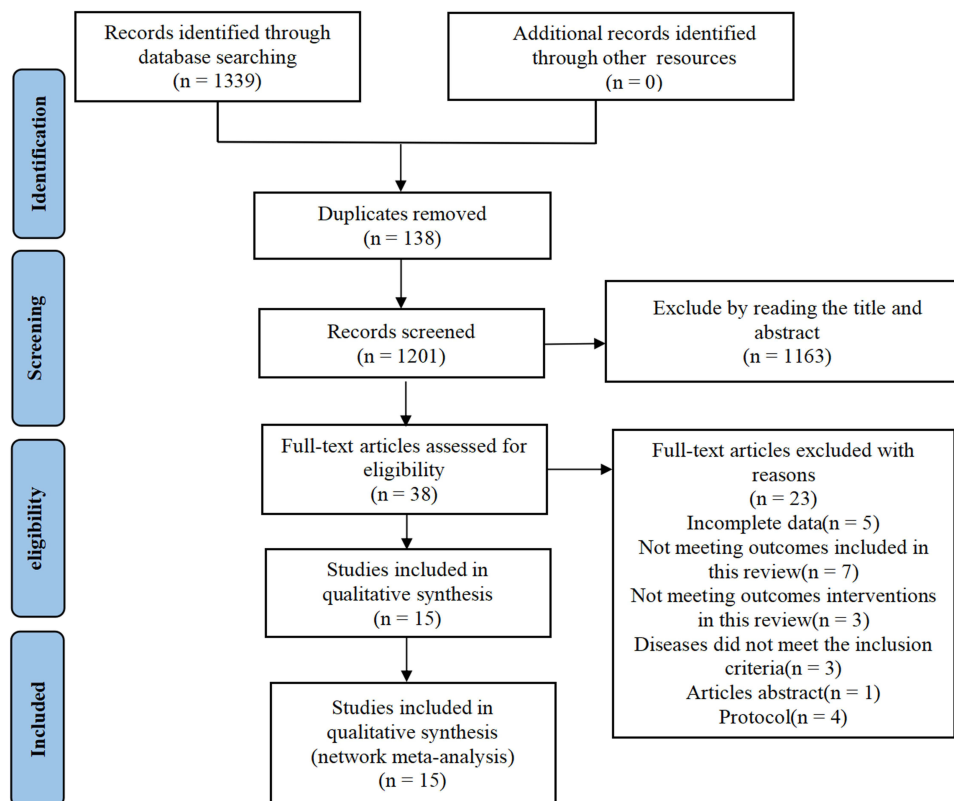 Records identified through
database searching
(n = 1339)
Additional records identified
through other resources
(n = 0)
Identification
Duplicates removed
(n = 138)
Screening
Records screened
(n = 1201)
Exclude by reading the title and
abstract
(n = 1163)
eligibility
Full-text articles assessed for
eligibility
(n = 38)
Full-text articles excluded with
reasons
(n = 23)
Incomplete data(n = 5)
Not meeting outcomes included in
this review(n = 7)
Not meeting outcomes interventions
in this review(n = 3)
Diseases did not meet the inclusion
criteria(n = 3)
Articles abstract(n = 1)
Protocol(n = 4)
Studies included in
qualitative synthesis
(n = 15)
Included
Studies included in
qualitative synthesis
(network meta-analysis)
(n = 15)